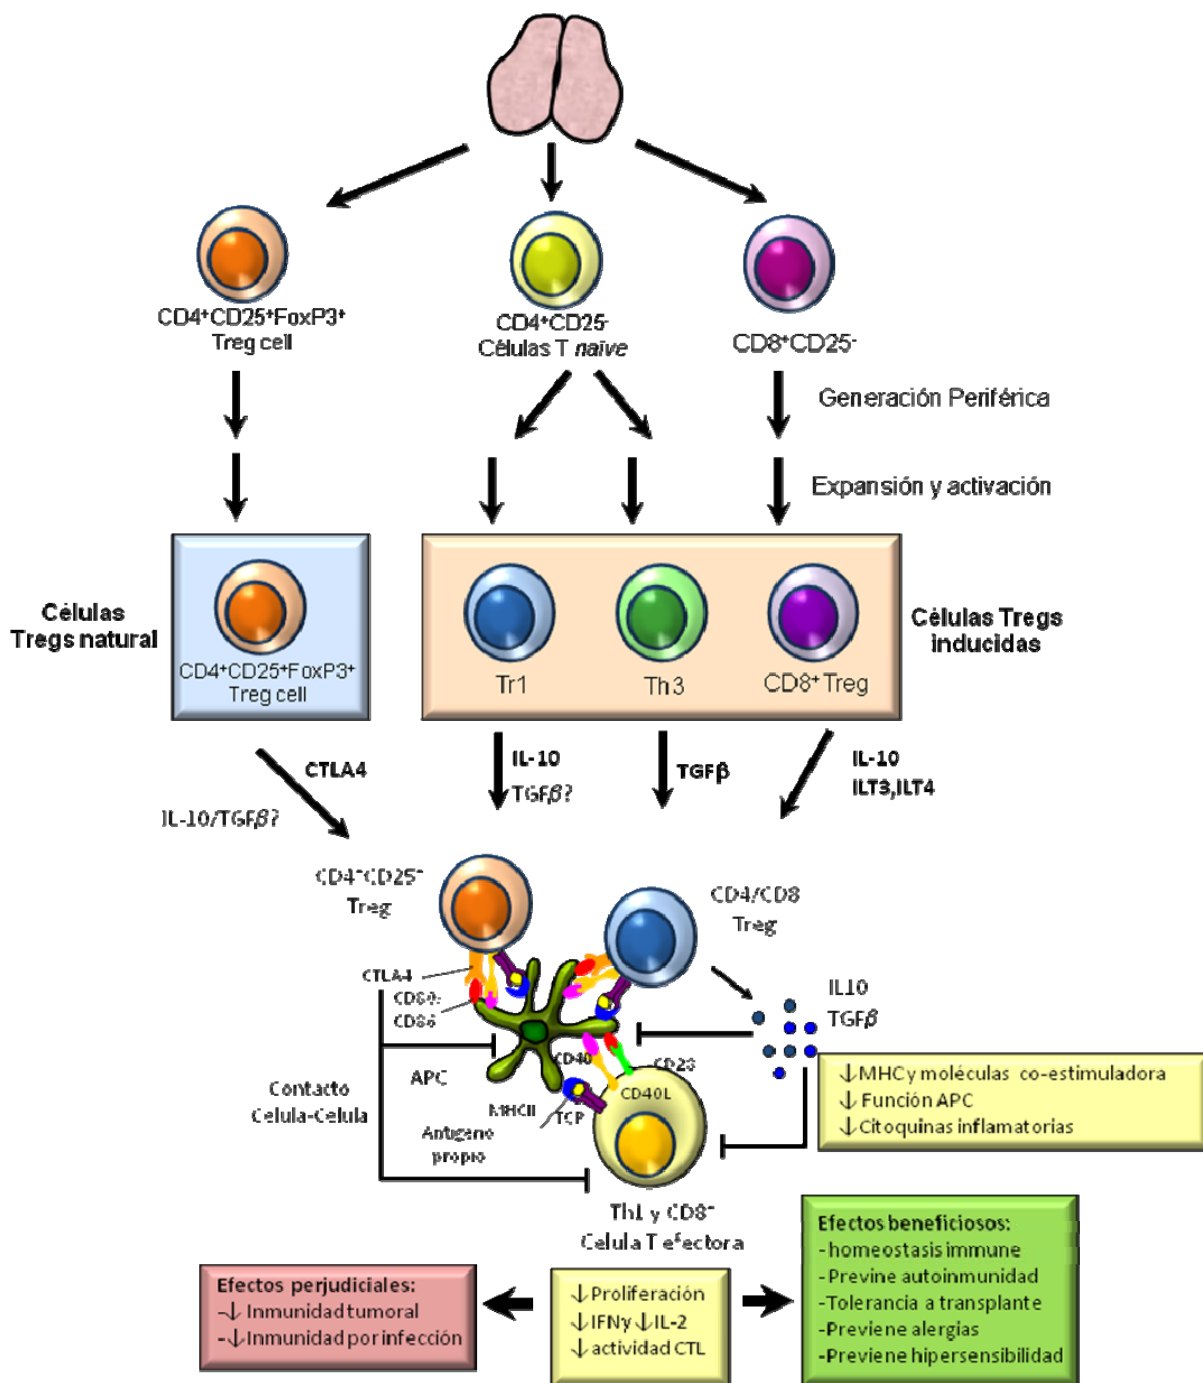 CD4⁺CD25⁺FoxP3⁺
Treg cell
CD4⁺CD25⁻
Células T naïve
CD8⁺CD25⁻
Generación Periférica
Expansión y activación
Células
Tregs natural
CD4⁺CD25⁺FoxP3⁺
Treg cell
Tr1
Th3
CD8⁺ Treg
Células Tregs
inducidas
CTLA4
IL-10/TGFβ?
IL-10
TGFβ?
TGFβ
IL-10
ILT3,ILT4
CD4⁺CD25⁺
Treg
CD4/CD8
Treg
CTLA4
CD80:
CD86
IL10
TGFβ
CD40
CD28
CD40L
APC
MHCII
TCP
Contacto
Celula-Celula
Antigeno
propio
↓MHC y moléculas co-estimuladora
↓ Función APC
↓Citoquinas inflamatorias
Th1 y CD8⁺
Celula T efectora
Efectos perjudiciales:
-↓ Inmunidad tumoral
-↓Inmunidad por infección
↓Proliferación
↓IFNγ ↓IL-2
↓actividad CTL
Efectos beneficiosos:
-homeostasis immune
-Previne autoinmunidad
-Tolerancia a transplante
-Previene alergias
-Previene hipersensibilidad